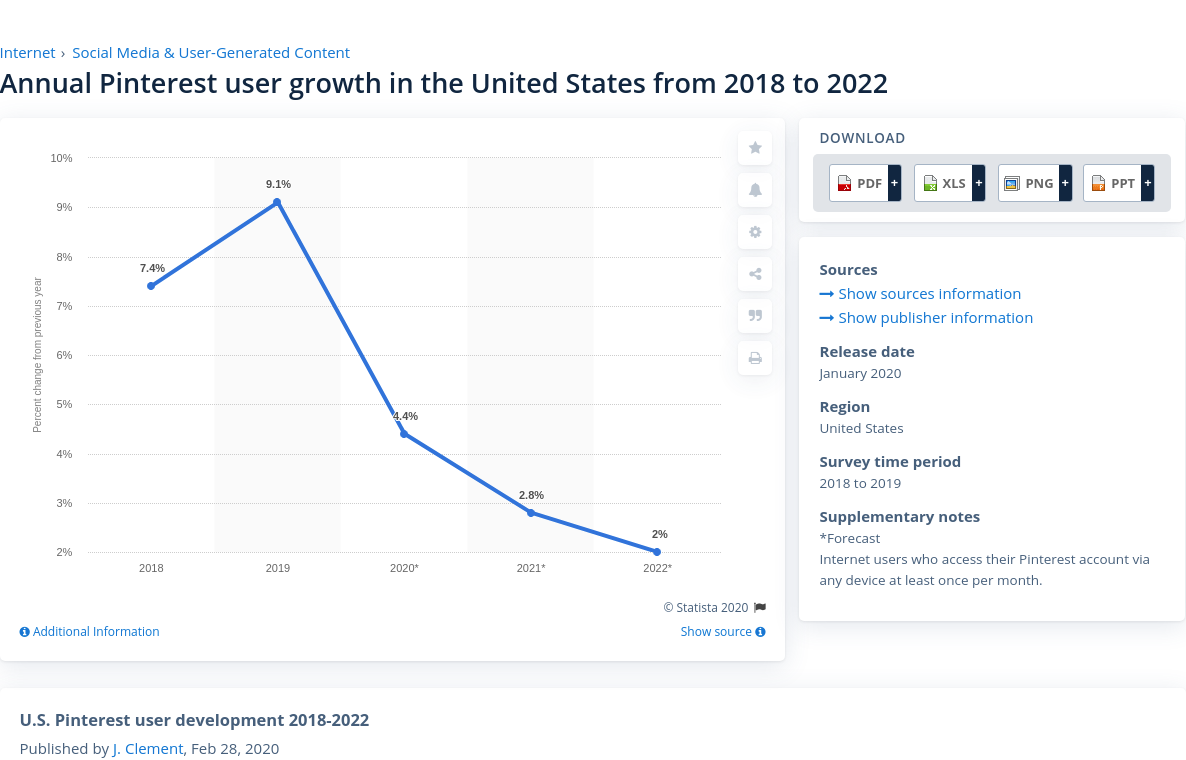 Internet › Social Media & User-Generated Content
Annual Pinterest user growth in the United States from 2018 to 2022
10%
9%
8%
7%
6%
5%
4%
3%
2%
Percent change from previous year
7.4%
9.1%
4.4%
2.8%
2%
2018 2019 2020* 2021* 2022*
© Statista 2020
Additional Information Show source
DOWNLOAD
PDF + XLS + PNG + PPT +
Sources
Show sources information
Show publisher information
Release date
January 2020
Region
United States
Survey time period
2018 to 2019
Supplementary notes
*Forecast
Internet users who access their Pinterest account via
any device at least once per month.
U.S. Pinterest user development 2018-2022
Published by J. Clement, Feb 28, 2020